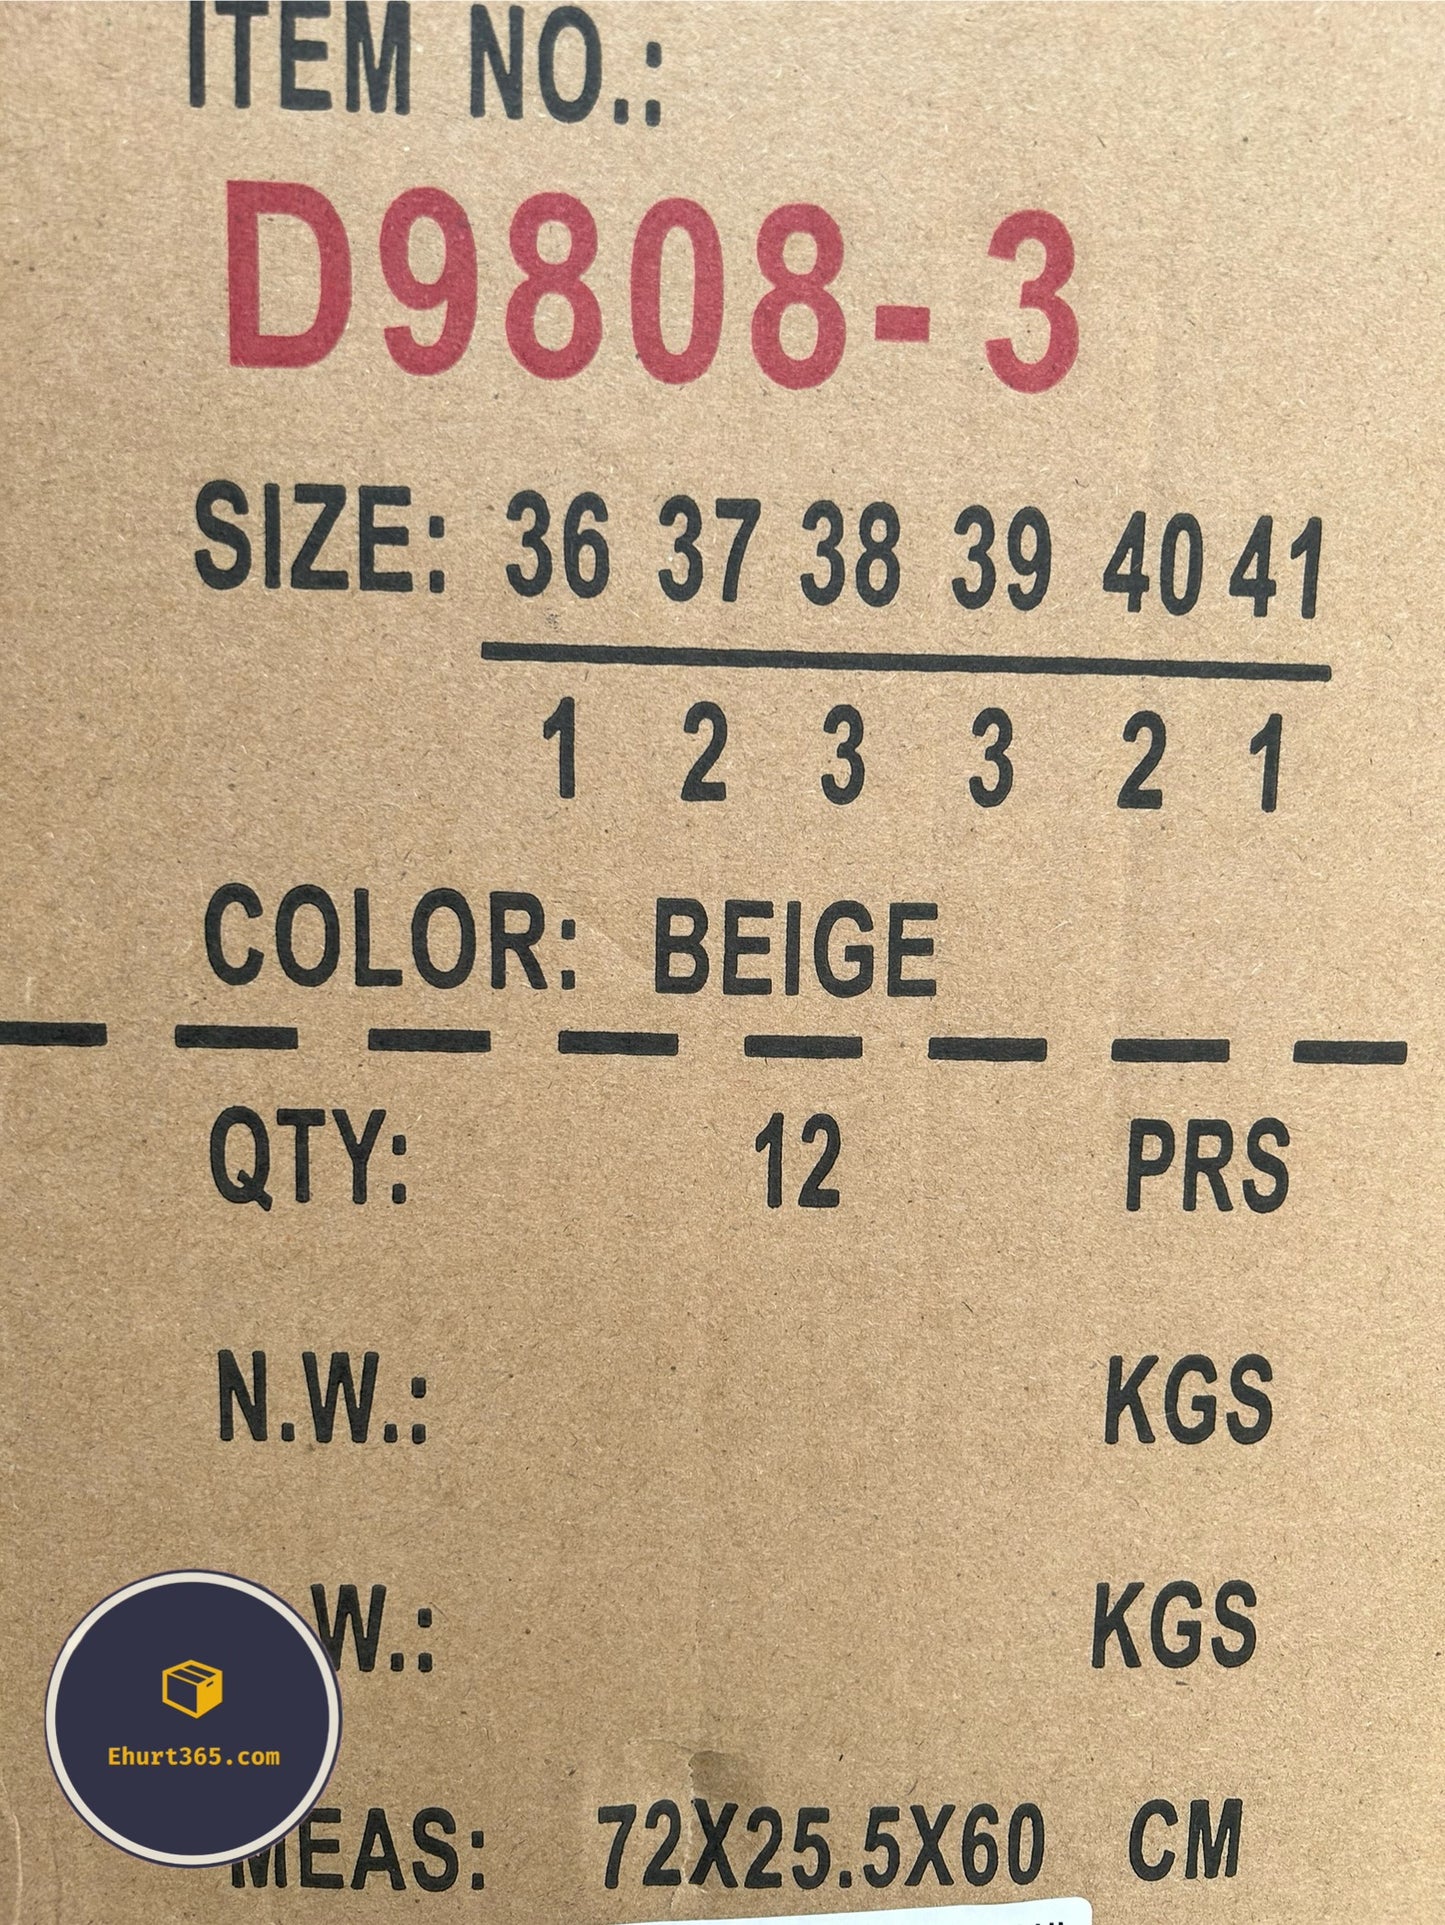 ITEM NO.:
D9808-3
SIZE: 36 37 38 39 40 41
1 2 3 3 2 1
COLOR: BEIGE
QTY: 12 PRS
N.W.: KGS
W.: KGS
Ehurt365.com
MEAS: 72X25.5X60 CM